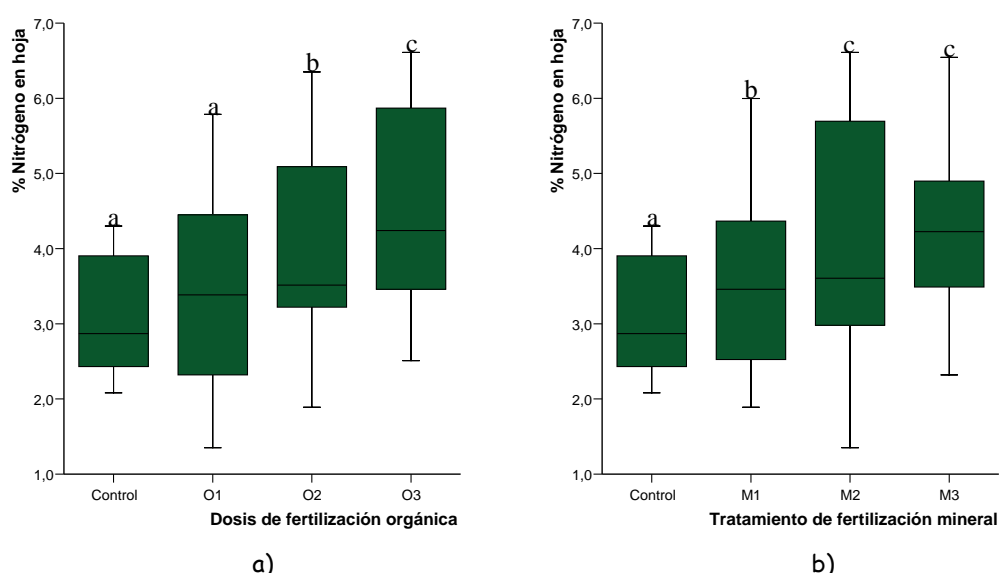 % Nitrógeno en hoja
7,0
6,0
5,0
4,0
3,0
2,0
1,0
a
a
b
c
Control O1 O2 O3
Dosis de fertilización orgánica
a)
% Nitrógeno en hoja
7,0
6,0
5,0
4,0
3,0
2,0
1,0
a
b
c
c
Control M1 M2 M3
Tratamiento de fertilización mineral
b)